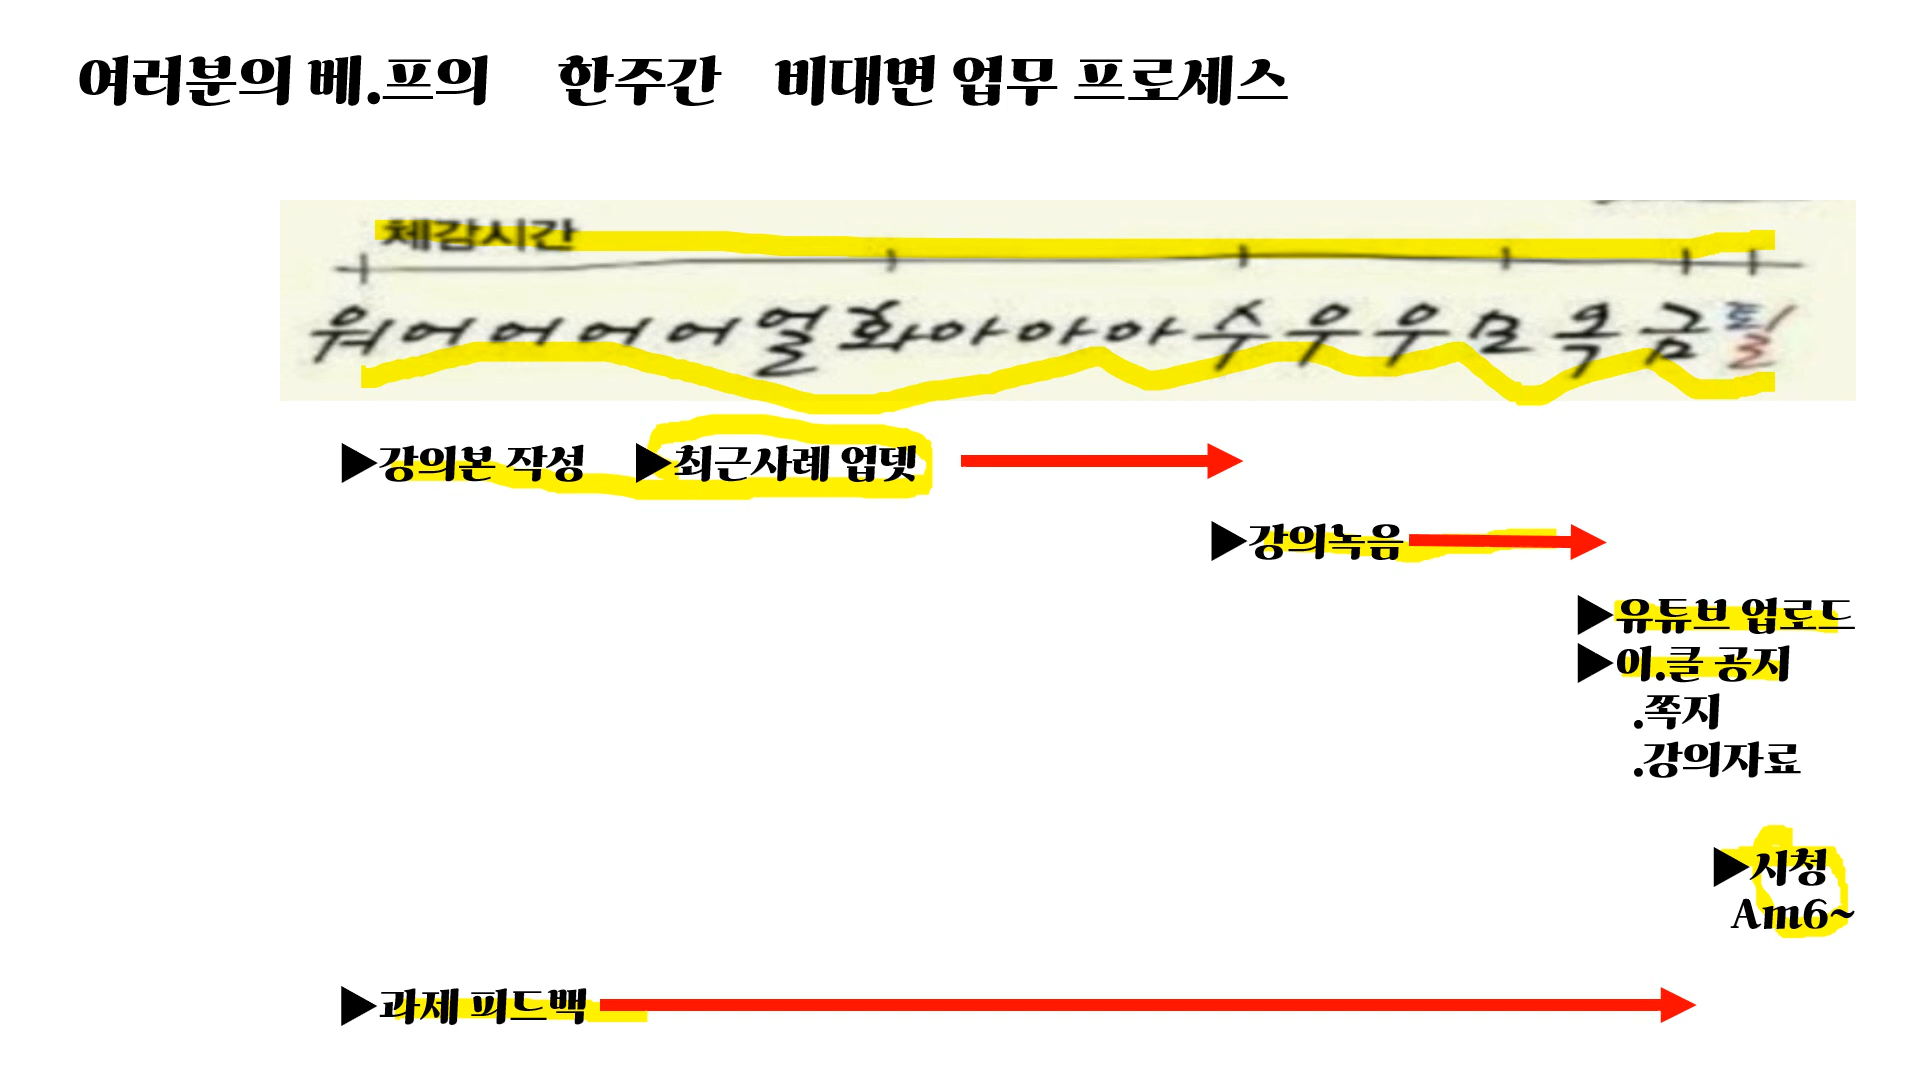 여러분의 베.프의 한주간 비대면 업무 프로세스
체감시간
워어어어어얼화아아아수우우모목금토/일
▶강의본 작성 ▶최근사례 업뎃
▶강의녹음
▶유튜브 업로드
▶이.클 공지
.쪽지
.강의자료
▶시청
Am6~
▶과제 피드백